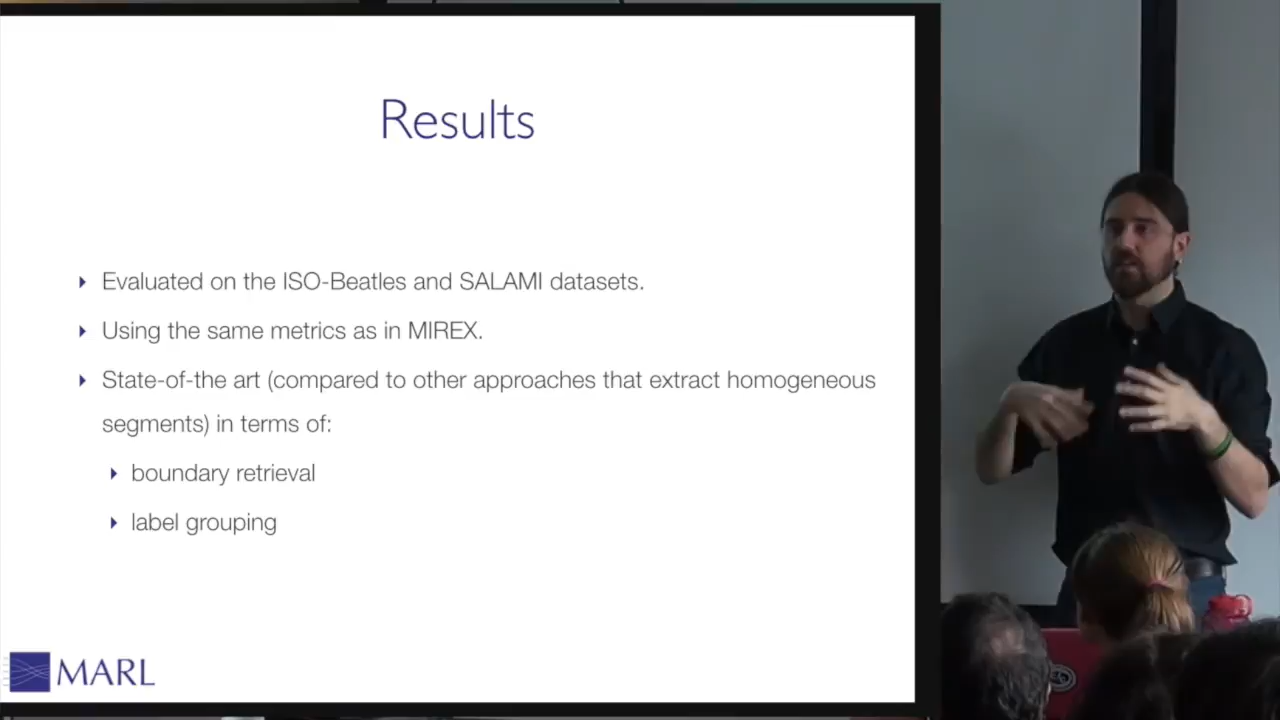 Results
Evaluated on the ISO-Beatles and SALAMI datasets.
Using the same metrics as in MIREX.
State-of-the art (compared to other approaches that extract homogeneous
segments) in terms of:
boundary retrieval
label grouping
MARL